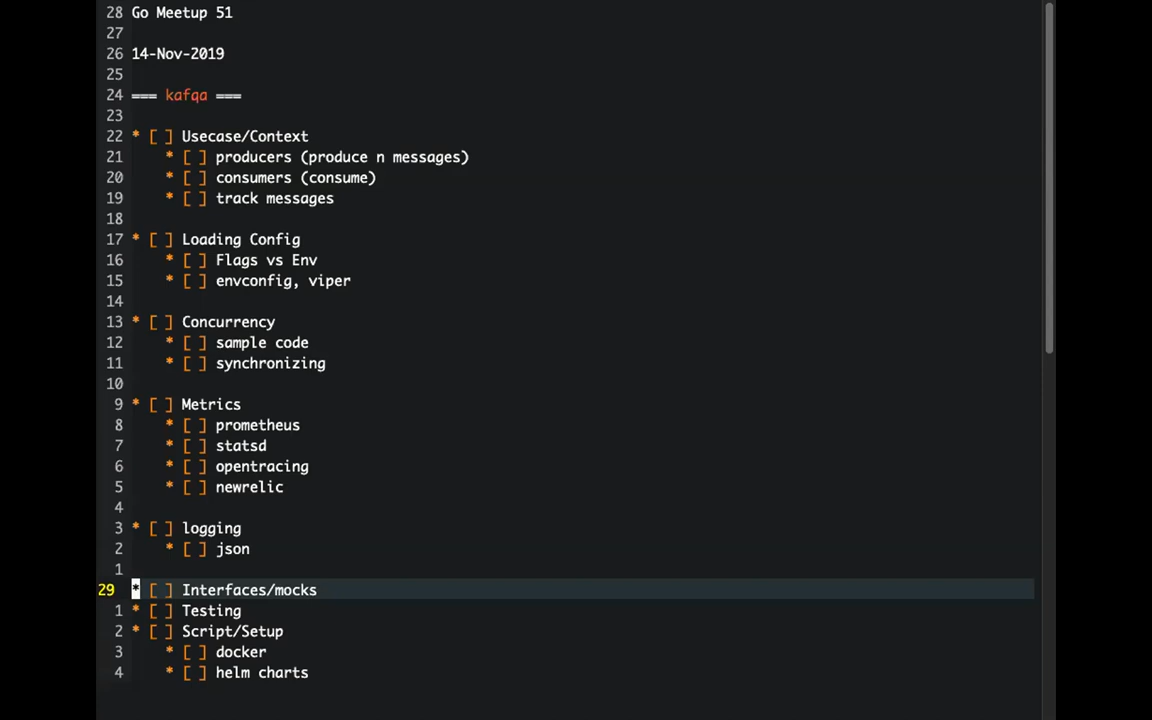 28 Go Meetup 51
27
26 14-Nov-2019
25
24 === kafqa ===
23
22 * [ ] Usecase/Context
21 * [ ] producers (produce n messages)
20 * [ ] consumers (consume)
19 * [ ] track messages
18
17 * [ ] Loading Config
16 * [ ] Flags vs Env
15 * [ ] envconfig, viper
14
13 * [ ] Concurrency
12 * [ ] sample code
11 * [ ] synchronizing
10
9 * [ ] Metrics
8 * [ ] prometheus
7 * [ ] statsd
6 * [ ] opentracing
5 * [ ] newrelic
4
3 * [ ] logging
2 * [ ] json
1
29 * [ ] Interfaces/mocks
1 * [ ] Testing
2 * [ ] Script/Setup
3 * [ ] docker
4 * [ ] helm charts